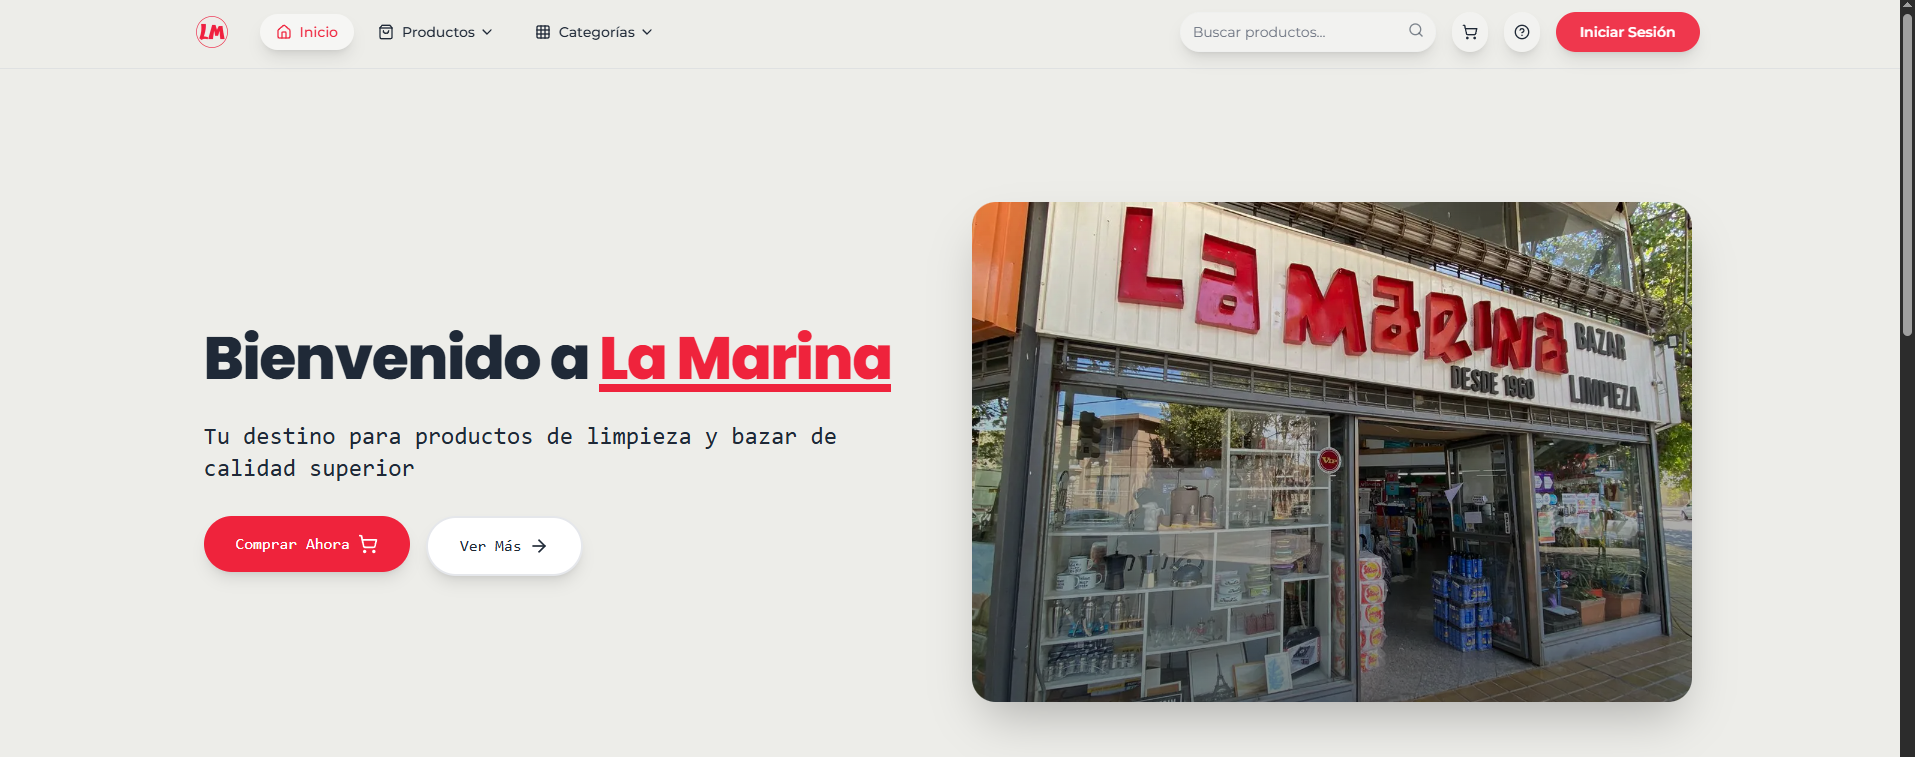 LM
Inicio
Productos
Categorías
Buscar productos...
Iniciar Sesión
Bienvenido a La Marina
Tu destino para productos de limpieza y bazar de
calidad superior
Comprar Ahora
Ver Más
La MaRINa
BAZAR
DESDE 1960
LIMPIEZA